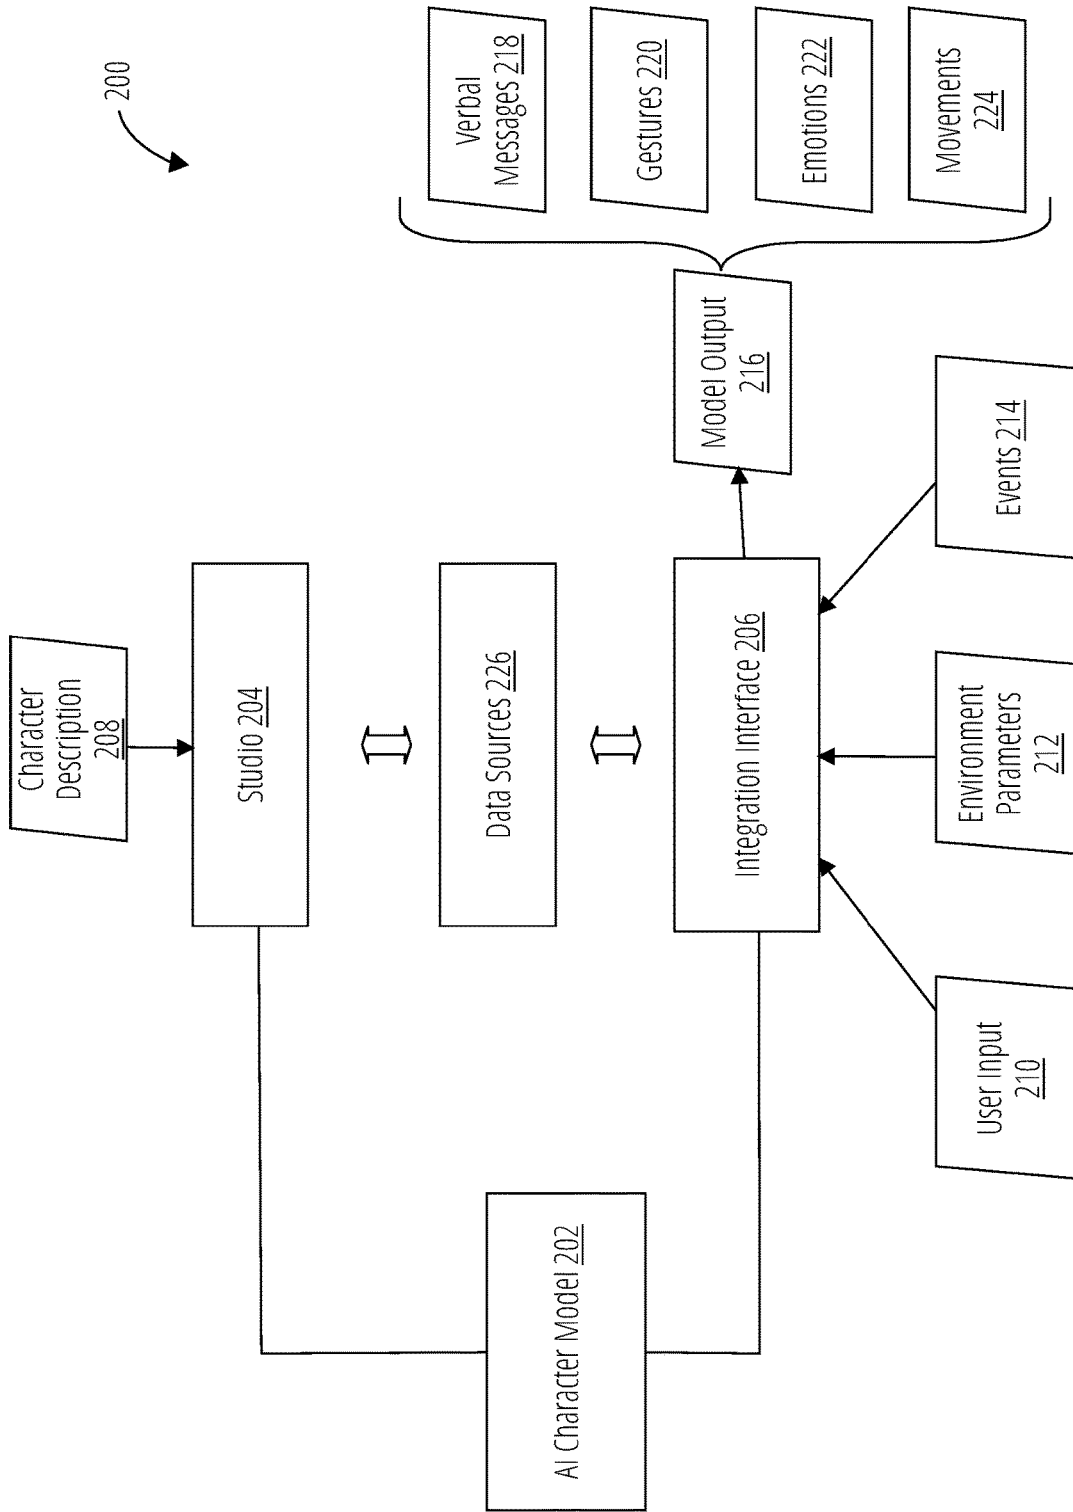 200
Character
Description
208
Studio 204
Data Sources 226
AI Character Model 202
Integration Interface 206
Model Output
216
Verbal
Messages 218
Gestures 220
Emotions 222
Movements
224
User Input
210
Environment
Parameters
212
Events 214